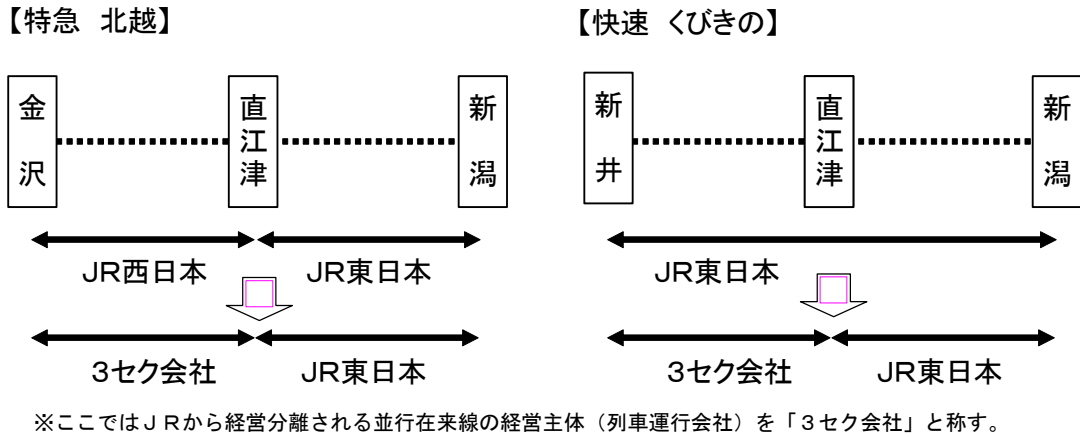 【特急 北越】
金沢
直江津
新潟
JR西日本
JR東日本
3セク会社
JR東日本
【快速 くびきの】
新井
直江津
新潟
JR東日本
3セク会社
JR東日本
※ここではＪＲから経営分離される並行在来線の経営主体（列車運行会社）を「３セク会社」と称す。